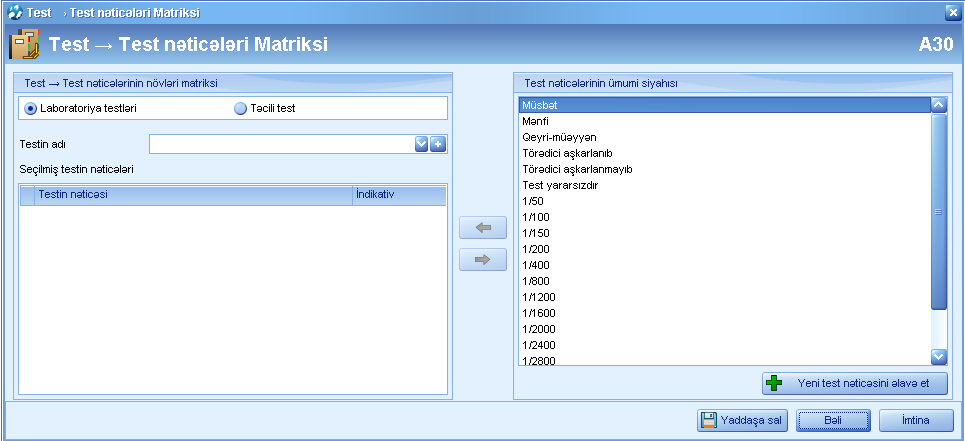 Test → Test nəticələri Matriksi
Test → Test nəticələri Matriksi
A30
Test → Test nəticələrinin növləri matriksi
Laboratoriya testləri
Təcili test
Testin adı
Seçilmiş testin nəticələri
Testin nəticəsi
İndikativ
Test nəticələrinin ümumi siyahısı
Müsbət
Mənfi
Qeyri-müəyyən
Törədici aşkarlanıb
Törədici aşkarlanmayıb
Test yararsızdır
1/50
1/100
1/150
1/200
1/400
1/800
1/1200
1/1600
1/2000
1/2400
1/2800
Yeni test nəticəsini əlavə et
Yaddaşa sal
Bəli
İmtina